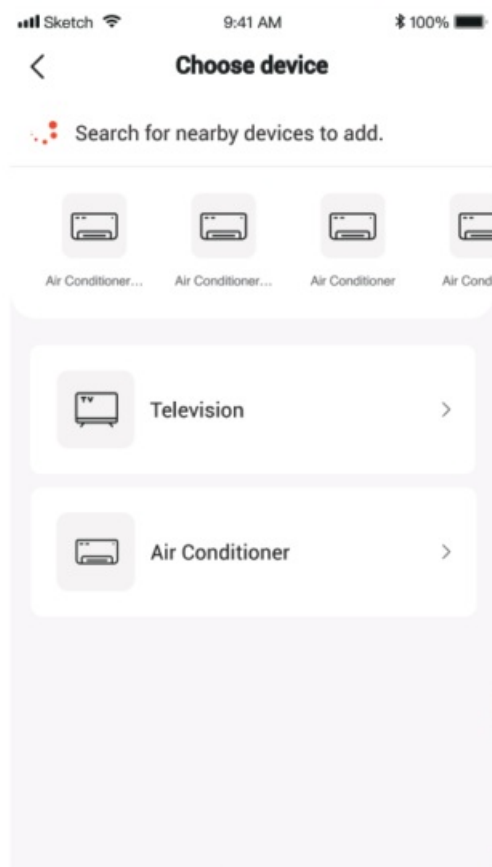 Sketch 9:41 AM 100%
Choose device
Search for nearby devices to add.
Air Conditioner... Air Conditioner... Air Conditioner Air Cond
TV
Television
Air Conditioner